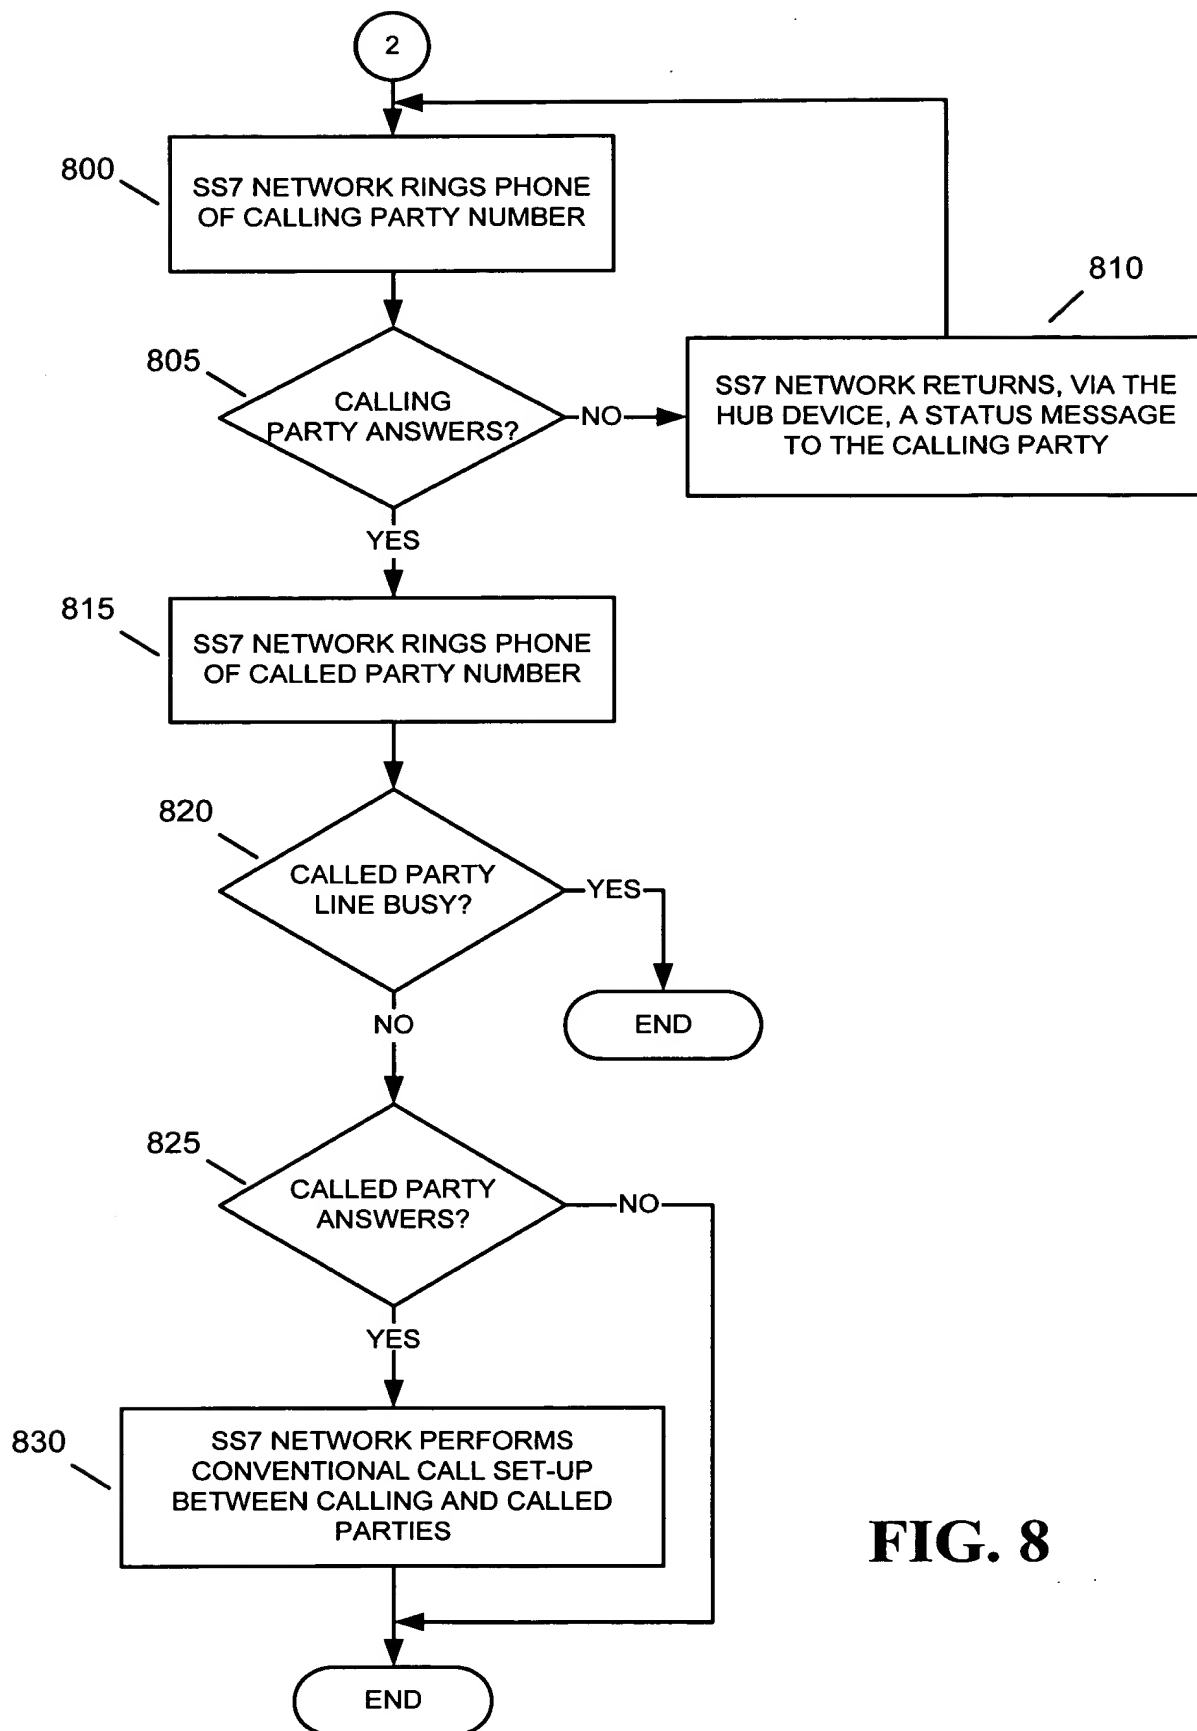 2
800
SS7 NETWORK RINGS PHONE
OF CALLING PARTY NUMBER
810
805
CALLING
PARTY ANSWERS?
NO
SS7 NETWORK RETURNS, VIA THE
HUB DEVICE, A STATUS MESSAGE
TO THE CALLING PARTY
YES
815
SS7 NETWORK RINGS PHONE
OF CALLED PARTY NUMBER
820
CALLED PARTY
LINE BUSY?
YES
NO
END
825
CALLED PARTY
ANSWERS?
NO
YES
830
SS7 NETWORK PERFORMS
CONVENTIONAL CALL SET-UP
BETWEEN CALLING AND CALLED
PARTIES
FIG. 8
END